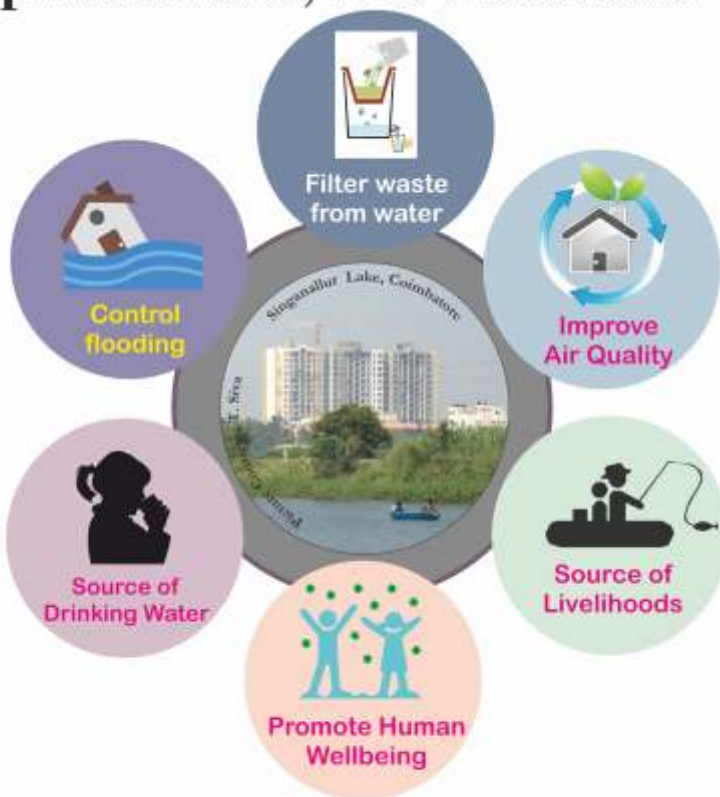 Filter waste
from water
Improve
Air Quality
Source of
Livelihoods
Promote Human
Wellbeing
Source of
Drinking Water
Control
flooding
Singanallur Lake, Coimbatore
T. Siva